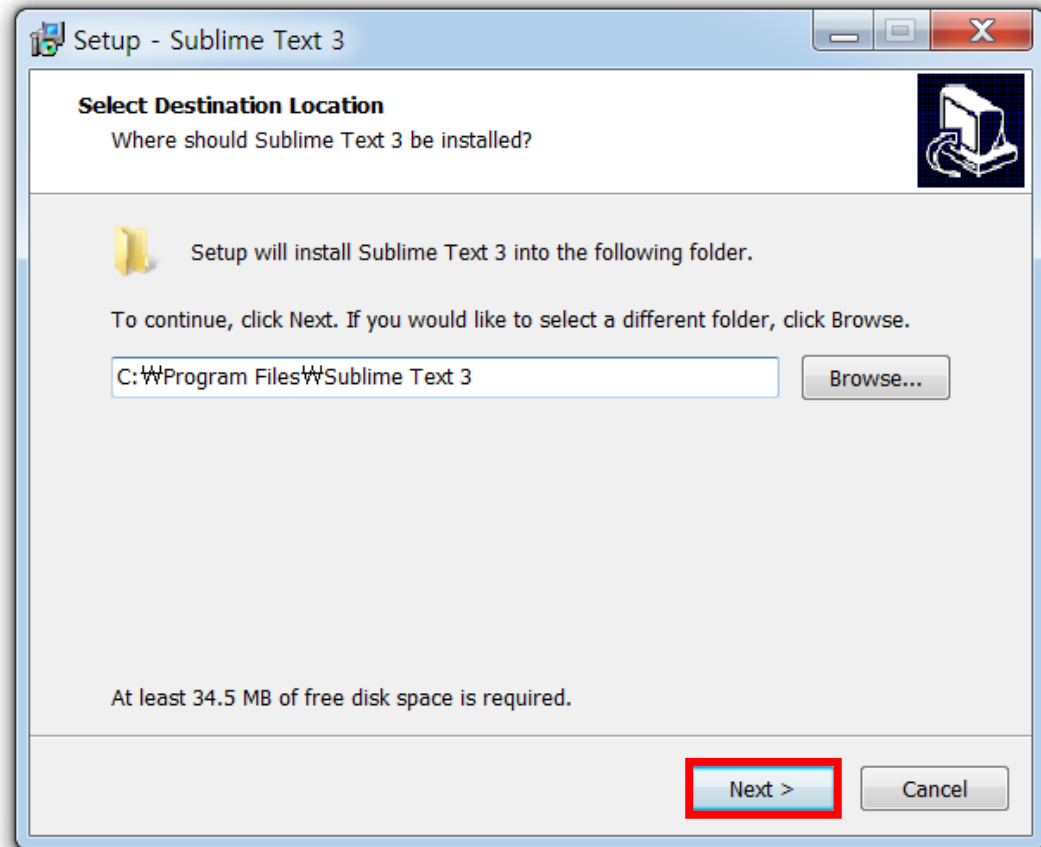 Setup - Sublime Text 3
Select Destination Location
Where should Sublime Text 3 be installed?
Setup will install Sublime Text 3 into the following folder.
To continue, click Next. If you would like to select a different folder, click Browse.
C:₩Program Files₩Sublime Text 3
Browse...
At least 34.5 MB of free disk space is required.
Next >
Cancel